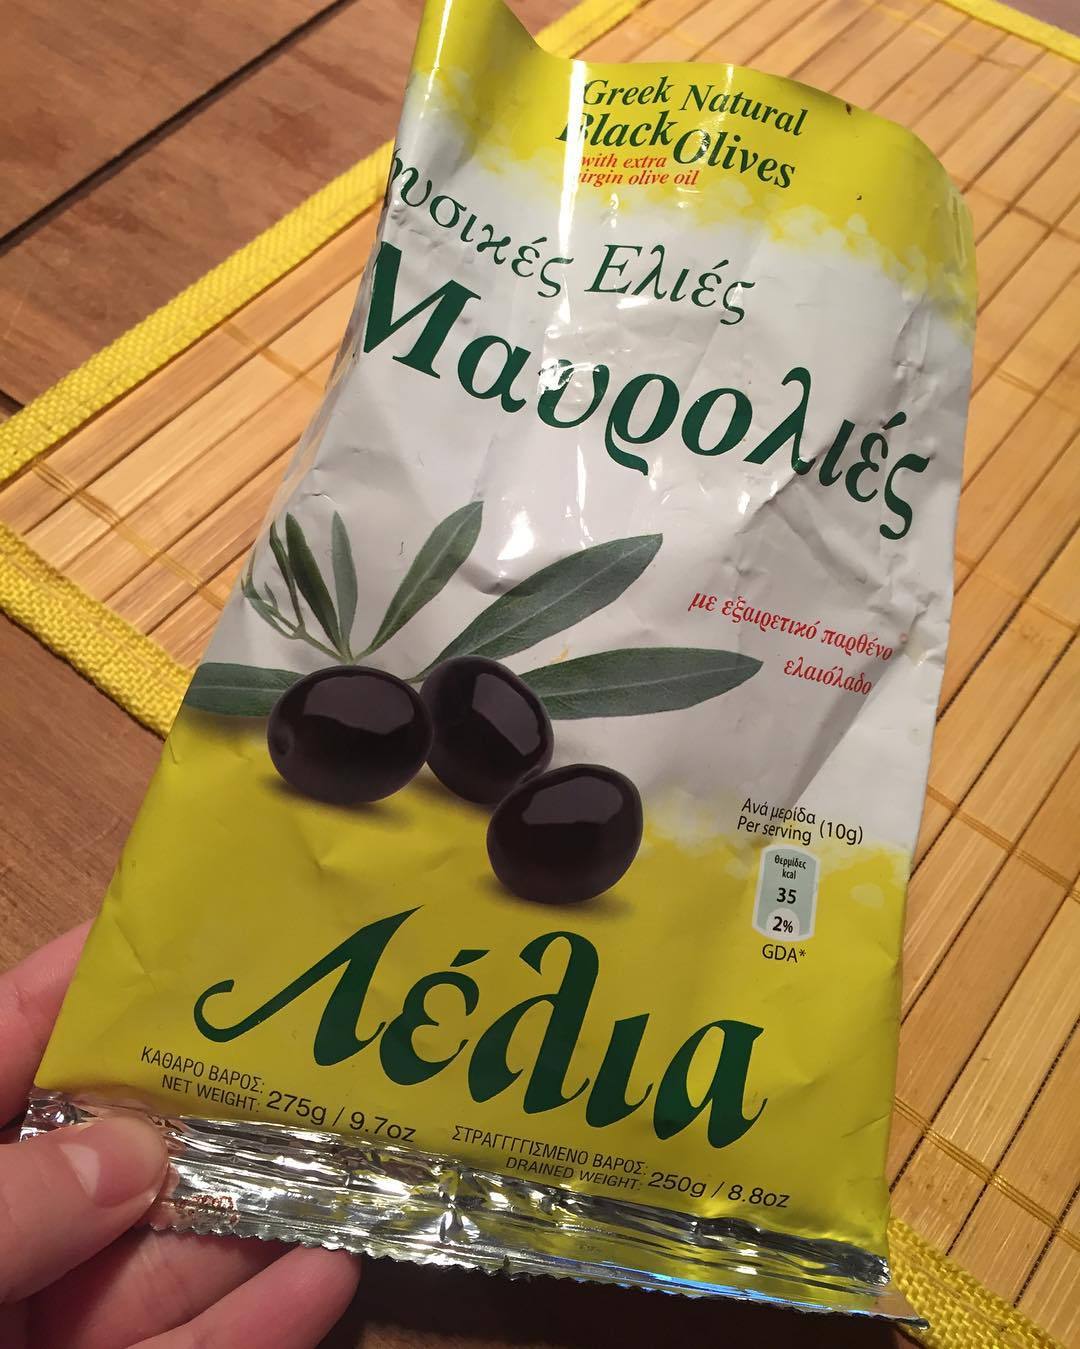 Greek Natural
Black Olives
with extra
virgin olive oil
φυσικές Ελιές
Μαυρολιές
με εξαιρετικό παρθένο
ελαιόλαδο
Ανά μερίδα
Per serving (10g)
Θερμίδες
kcal
35
2%
GDA*
Λέλια
ΚΑΘΑΡΟ ΒΑΡΟΣ:
NET WEIGHT: 275g / 9.7oz
ΣΤΡΑΓΓΓΓΙΣΜΕΝΟ ΒΑΡΟΣ:
DRAINED WEIGHT: 250g / 8.8oz